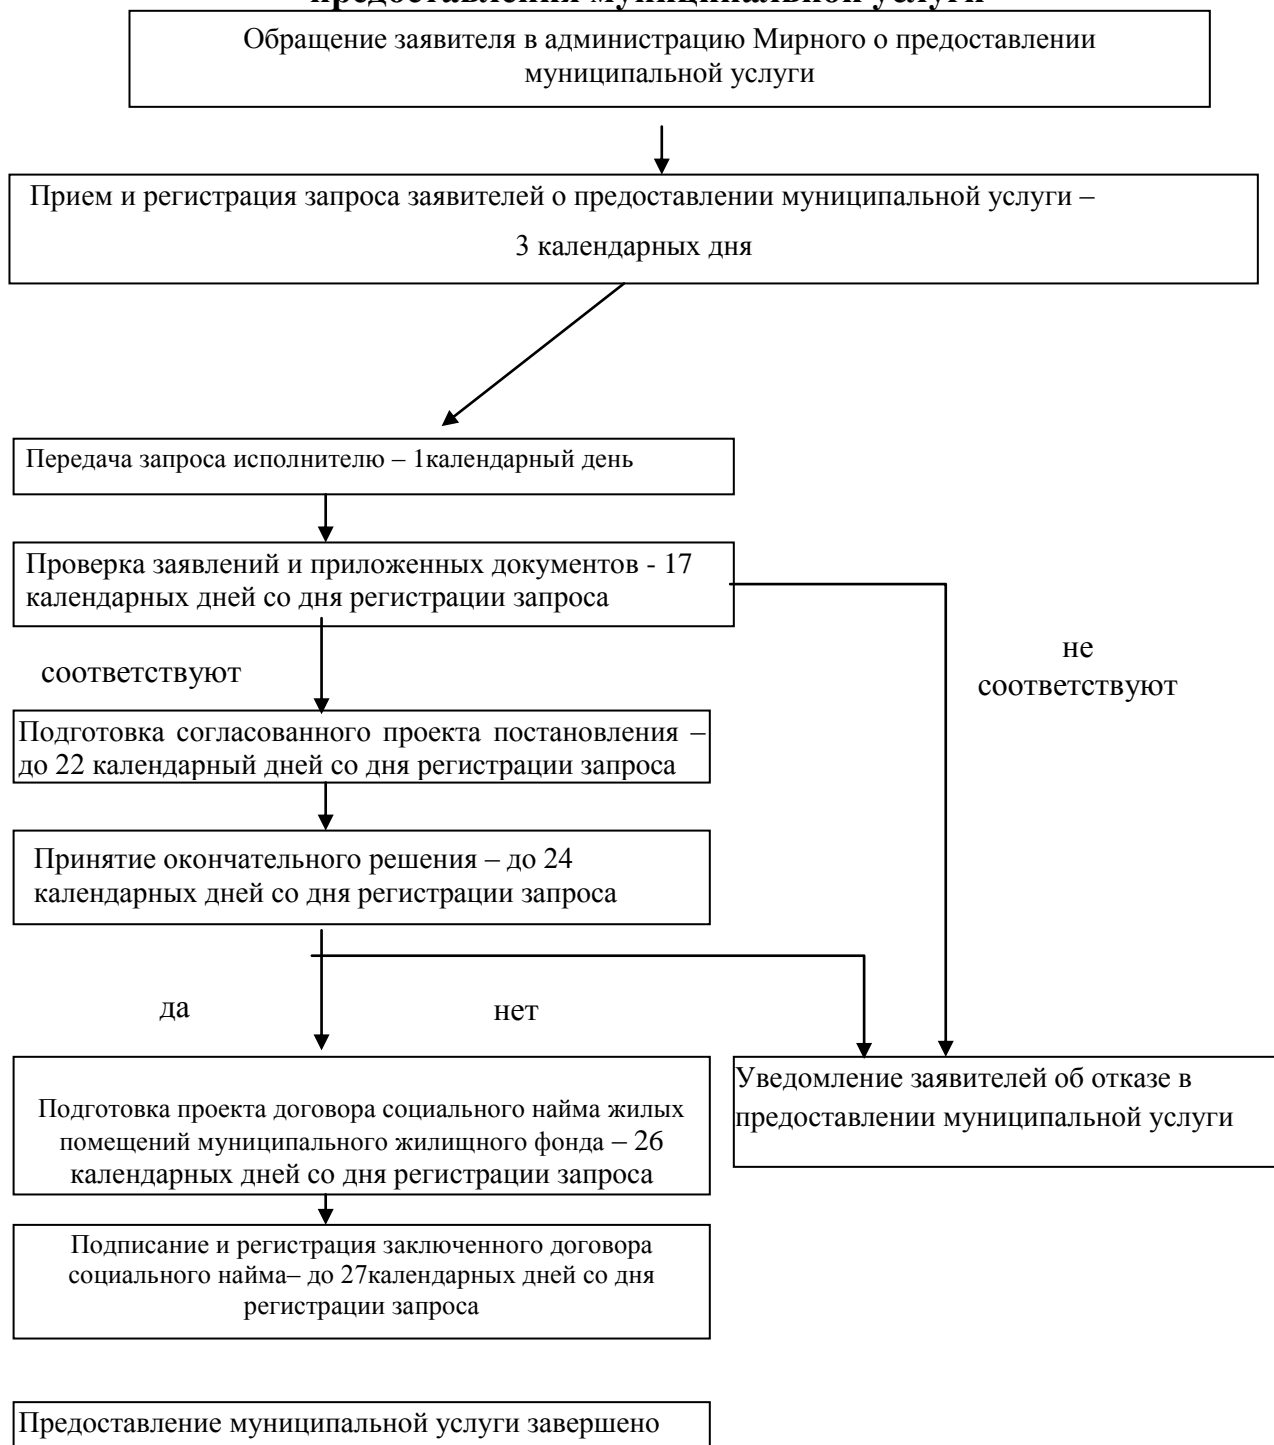 предоставления муниципальной услуги
Обращение заявителя в администрацию Мирного о предоставлении
муниципальной услуги
Прием и регистрация запроса заявителей о предоставлении муниципальной услуги –
3 календарных дня
Передача запроса исполнителю – 1календарный день
Проверка заявлений и приложенных документов - 17
календарных дней со дня регистрации запроса
соответствуют
не
соответствуют
Подготовка согласованного проекта постановления –
до 22 календарный дней со дня регистрации запроса
Принятие окончательного решения – до 24
календарных дней со дня регистрации запроса
да
нет
Подготовка проекта договора социального найма жилых
помещений муниципального жилищного фонда – 26
календарных дней со дня регистрации запроса
Уведомление заявителей об отказе в
предоставлении муниципальной услуги
Подписание и регистрация заключенного договора
социального найма– до 27календарных дней со дня
регистрации запроса
Предоставление муниципальной услуги завершено